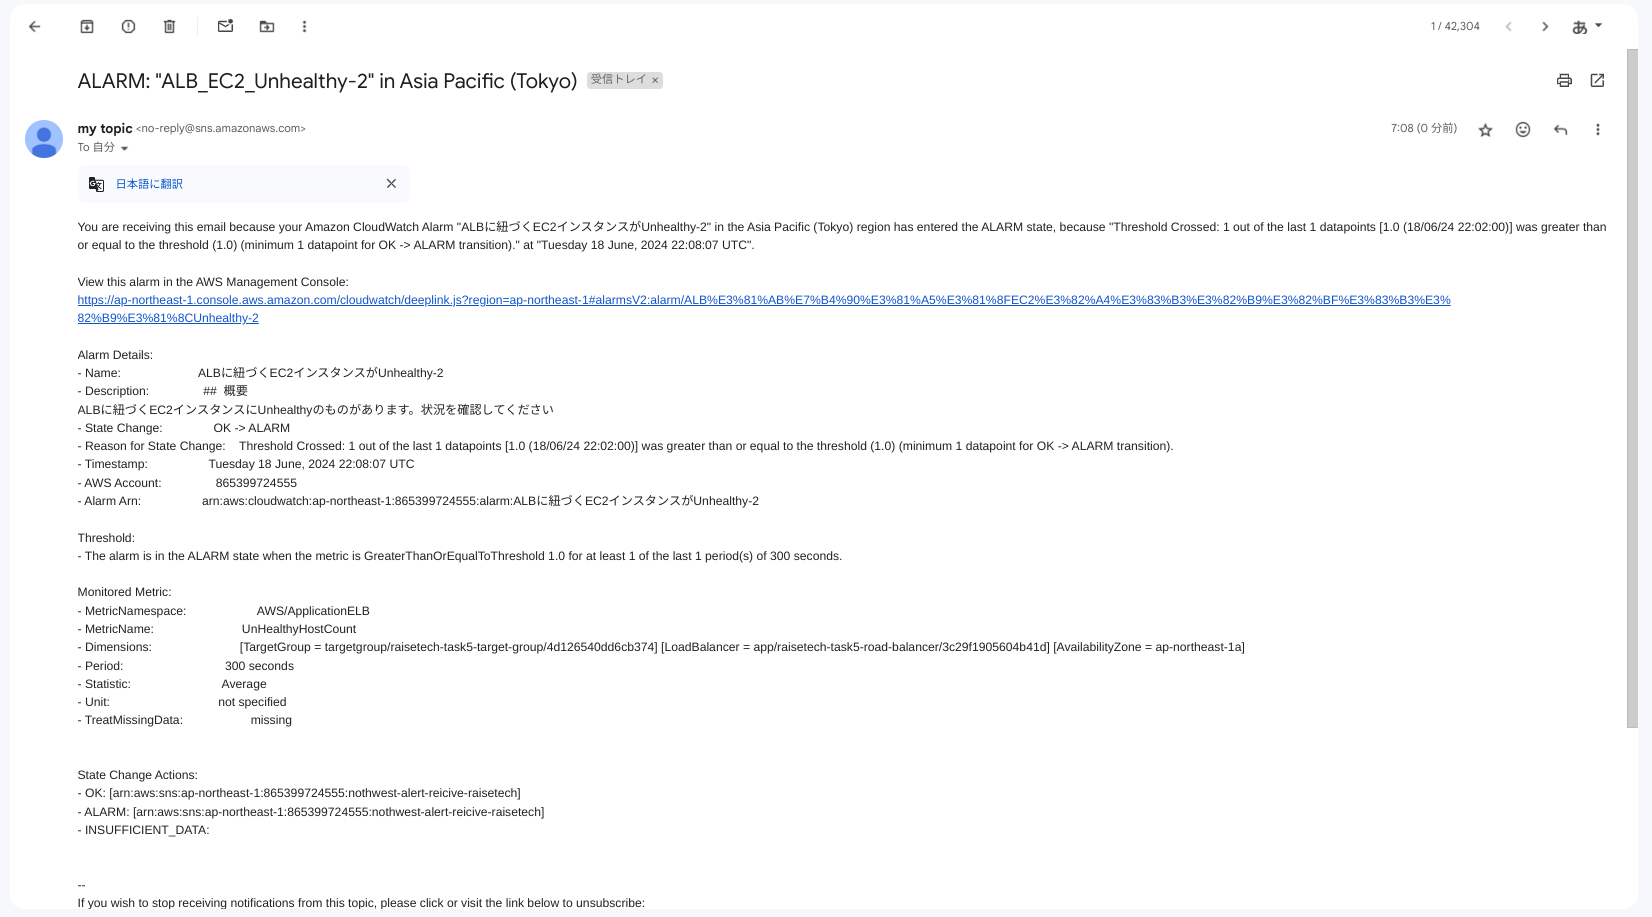 1 / 42,304
あ
ALARM: "ALB_EC2_Unhealthy-2" in Asia Pacific (Tokyo) 受信トレイ ×
my topic <no-reply@sns.amazonaws.com>
7:08 (0 分前)
To 自分
日本語に翻訳
You are receiving this email because your Amazon CloudWatch Alarm "ALBに紐づくEC2インスタンスがUnhealthy-2" in the Asia Pacific (Tokyo) region has entered the ALARM state, because "Threshold Crossed: 1 out of the last 1 datapoints [1.0 (18/06/24 22:02:00)] was greater than
or equal to the threshold (1.0) (minimum 1 datapoint for OK -> ALARM transition)." at "Tuesday 18 June, 2024 22:08:07 UTC".
View this alarm in the AWS Management Console:
https://ap-northeast-1.console.aws.amazon.com/cloudwatch/deeplink.js?region=ap-northeast-1#alarmsV2:alarm/ALB%E3%81%AB%E7%B4%90%E3%81%A5%E3%81%8FEC2%E3%82%A4%E3%83%B3%E3%82%B9%E3%82%BF%E3%83%B3%E3%
82%B9%E3%81%8CUnhealthy-2
Alarm Details:
- Name: ALBに紐づくEC2インスタンスがUnhealthy-2
- Description: ## 概要
ALBに紐づくEC2インスタンスにUnhealthyのものがあります。状況を確認してください
- State Change: OK -> ALARM
- Reason for State Change: Threshold Crossed: 1 out of the last 1 datapoints [1.0 (18/06/24 22:02:00)] was greater than or equal to the threshold (1.0) (minimum 1 datapoint for OK -> ALARM transition).
- Timestamp: Tuesday 18 June, 2024 22:08:07 UTC
- AWS Account: 865399724555
- Alarm Arn: arn:aws:cloudwatch:ap-northeast-1:865399724555:alarm:ALBに紐づくEC2インスタンスがUnhealthy-2
Threshold:
- The alarm is in the ALARM state when the metric is GreaterThanOrEqualToThreshold 1.0 for at least 1 of the last 1 period(s) of 300 seconds.
Monitored Metric:
- MetricNamespace: AWS/ApplicationELB
- MetricName: UnHealthyHostCount
- Dimensions: [TargetGroup = targetgroup/raisetech-task5-target-group/4d126540dd6cb374] [LoadBalancer = app/raisetech-task5-road-balancer/3c29f1905604b41d] [AvailabilityZone = ap-northeast-1a]
- Period: 300 seconds
- Statistic: Average
- Unit: not specified
- TreatMissingData: missing
State Change Actions:
- OK: [arn:aws:sns:ap-northeast-1:865399724555:nothwest-alert-reicive-raisetech]
- ALARM: [arn:aws:sns:ap-northeast-1:865399724555:nothwest-alert-reicive-raisetech]
- INSUFFICIENT_DATA:
--
If you wish to stop receiving notifications from this topic, please click or visit the link below to unsubscribe: